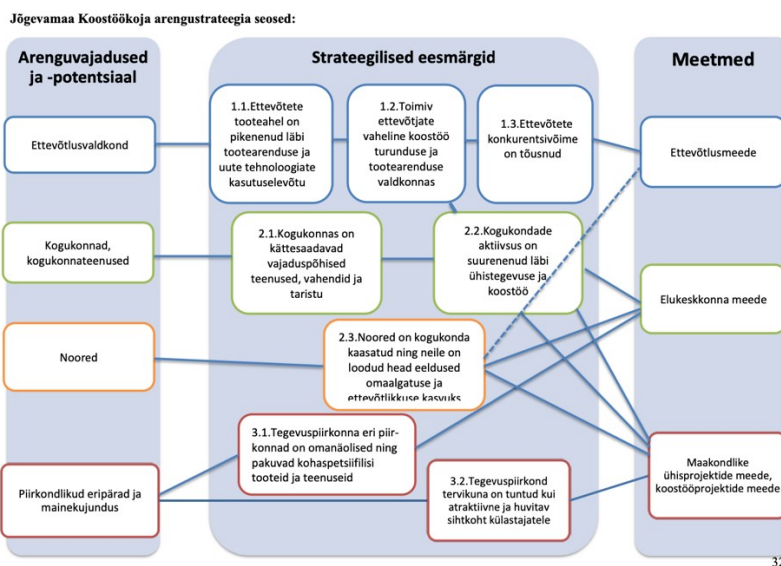 Jõgevamaa Koostöökoja arengustrateegia seosed:
Arenguvajadused
ja -potentsiaal
Strateegilised eesmärgid
Meetmed
Ettevõtlusvaldkond
1.1.Ettevõtete
tooteahel on
pikenenud läbi
tootearenduse ja
uute tehnoloogiate
kasutuselevõtu
1.2.Toimiv
ettevõtjate
vaheline koostöö
turunduse ja
tootearenduse
valdkonnas
1.3.Ettevõtete
konkurentsivõime
on tõusnud
Ettevõtlusmeede
Kogukonnad,
kogukonnateenused
2.1.Kogukonnas on
kättesaadavad
vajaduspõhised
teenused, vahendid ja
taristu
2.2.Kogukondade
aktiivsus on
suurenenud läbi
ühistegevuse ja
koostöö
Elukeskkonna meede
Noored
2.3.Noored on kogukonda
kaasatud ning neile on
loodud head eeldused
omaalgatuse ja
ettevõtlikkuse kasvuks
Piirkondlikud eripärad ja
mainekujundus
3.1.Tegevuspiirkonna eri piir-
konnad on omanäolised ning
pakuvad kohaspetsiifilisi
tooteid ja teenuseid
3.2.Tegevuspiirkond
tervikuna on tuntud kui
atraktiivne ja huvitav
sihtkoht külastajatele
Maakondlike
ühisprojektide meede,
koostööprojektide meede
32